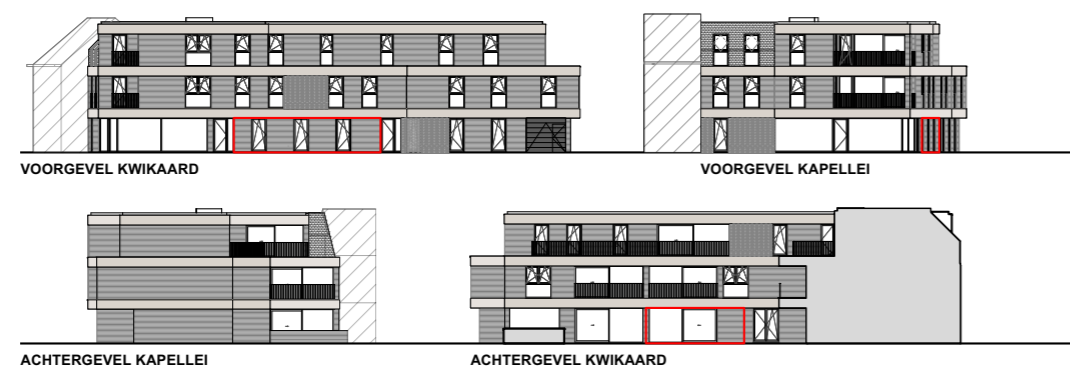 VOORGEVEL KWIKAARD
VOORGEVEL KAPELLEI
ACHTERGEVEL KAPELLEI
ACHTERGEVEL KWIKAARD